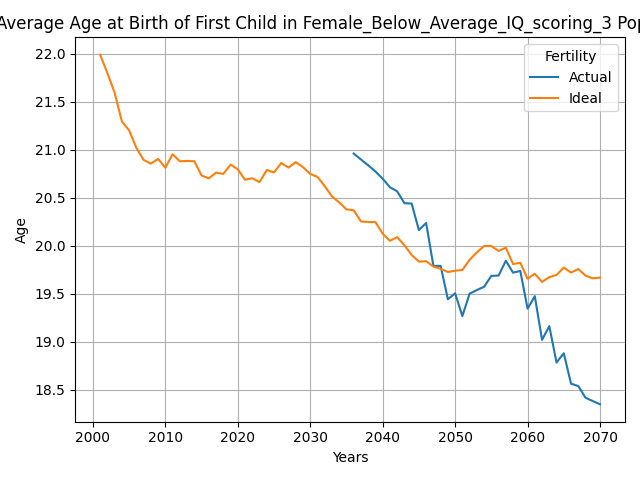 Average Age at Birth of First Child in Female_Below_Average_IQ_scoring_3
22.0
21.5
21.0
20.5
20.0
19.5
19.0
18.5
Age
Fertility
Actual
Ideal
2000 2010 2020 2030 2040 2050 2060 2070
Years